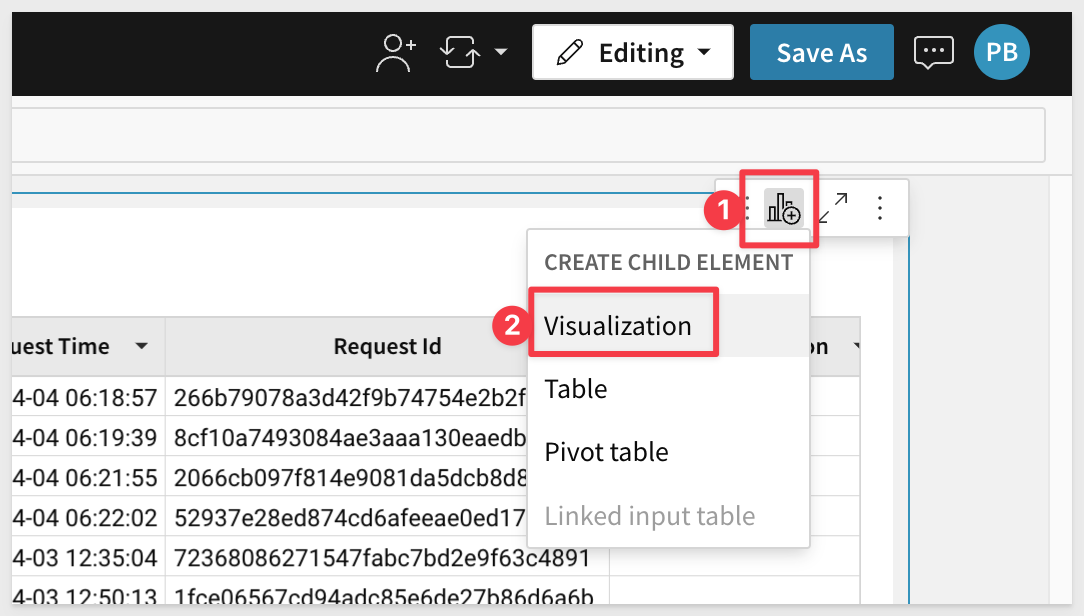 Editing
Save As
PB
1
CREATE CHILD ELEMENT
2
Visualization
Table
Pivot table
Linked input table
uest Time
Request Id
on
4-04 06:18:57 266b79078a3d42f9b74754e2b2f
4-04 06:19:39 8cf10a7493084ae3aaa130eaedb
4-04 06:21:55 2066cb097f814e9081da5dcb8d8
4-04 06:22:02 52937e28ed874cd6afeeae0ed17
4-03 12:35:04 72368086271547fabc7bd2e9f63c4891
4-03 12:50:13 1fce06567cd94adc85e6de27b86d6a6b